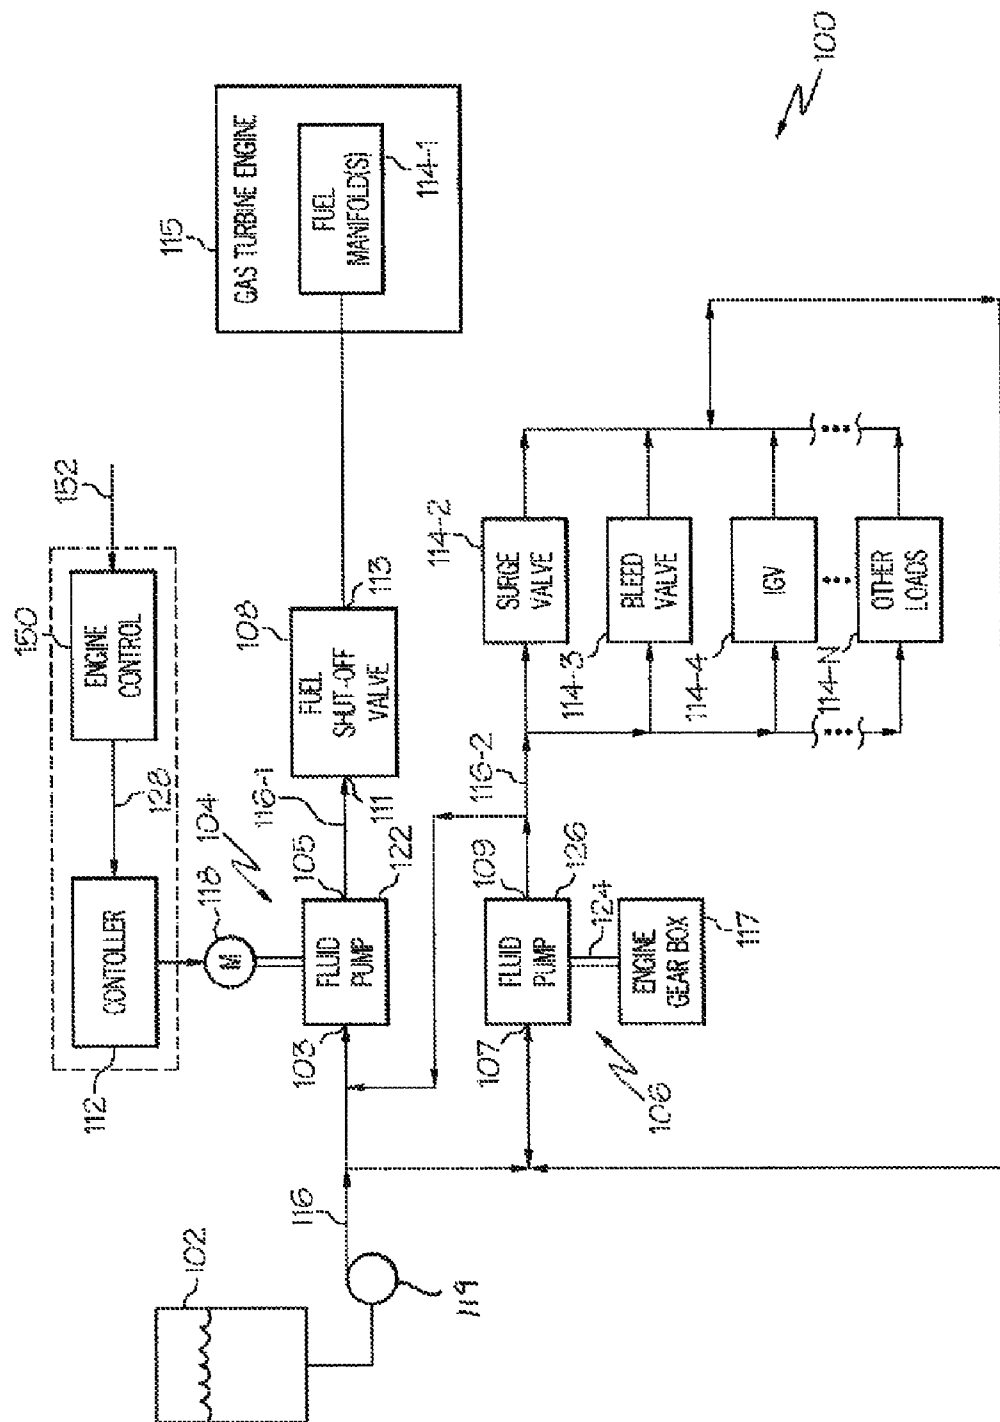 100
115
GAS TURBINE ENGINE
FUEL
MANIFOLD(S)
114-1
152
150
ENGINE
CONTROL
128
CONTOLLER
112
118
M
104
FLUID
PUMP
103
105
122
116-1
108
FUEL
SHUT-OFF
VALVE
111
113
116
102
119
107
FLUID
PUMP
109
126
124
ENGINE
GEAR BOX
117
106
116-2
114-2
SURGE
VALVE
114-3
BLEED
VALVE
114-4
IGV
114-N
OTHER
LOADS